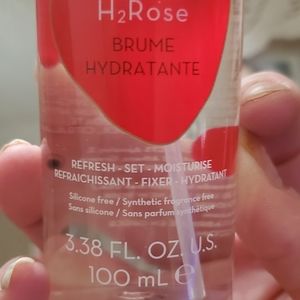 H₂Rose
BRUME
HYDRATANTE
REFRESH - SET - MOISTURISE
REFRAICHISSANT - FIXER - HYDRATANT
Silicone free / Synthetic fragrance free
Sans silicone / Sans parfum synthétique
3.38 FL. OZ. U.S.
100 mL ℮